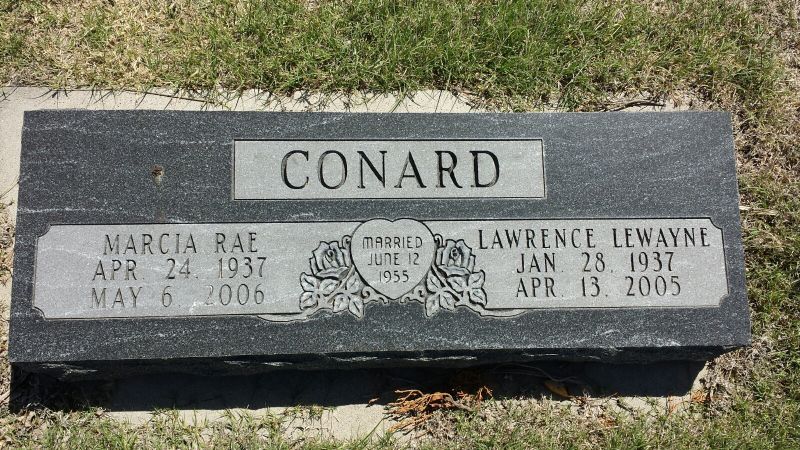 CONARD
MARCIA RAE
APR. 24. 1937
MAY 6. 2006
MARRIED
JUNE 12
1955
LAWRENCE LEWAYNE
JAN. 28. 1937
APR. 13. 2005